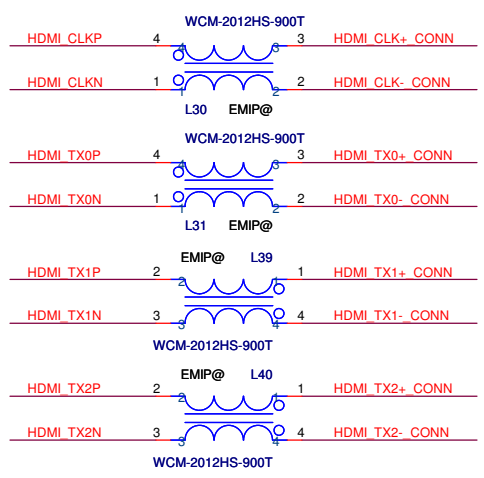 WCM-2012HS-900T
HDMI_CLKP 4 4 3 3 HDMI_CLK+_CONN
HDMI_CLKN 1 1 2 2 HDMI_CLK-_CONN
L30 EMIP@
WCM-2012HS-900T
HDMI_TX0P 4 4 3 3 HDMI_TX0+_CONN
HDMI_TX0N 1 1 2 2 HDMI_TX0-_CONN
L31 EMIP@
EMIP@ L39
HDMI_TX1P 2 2 1 1 HDMI_TX1+_CONN
HDMI_TX1N 3 3 4 4 HDMI_TX1-_CONN
WCM-2012HS-900T
EMIP@ L40
HDMI_TX2P 2 2 1 1 HDMI_TX2+_CONN
HDMI_TX2N 3 3 4 4 HDMI_TX2-_CONN
WCM-2012HS-900T